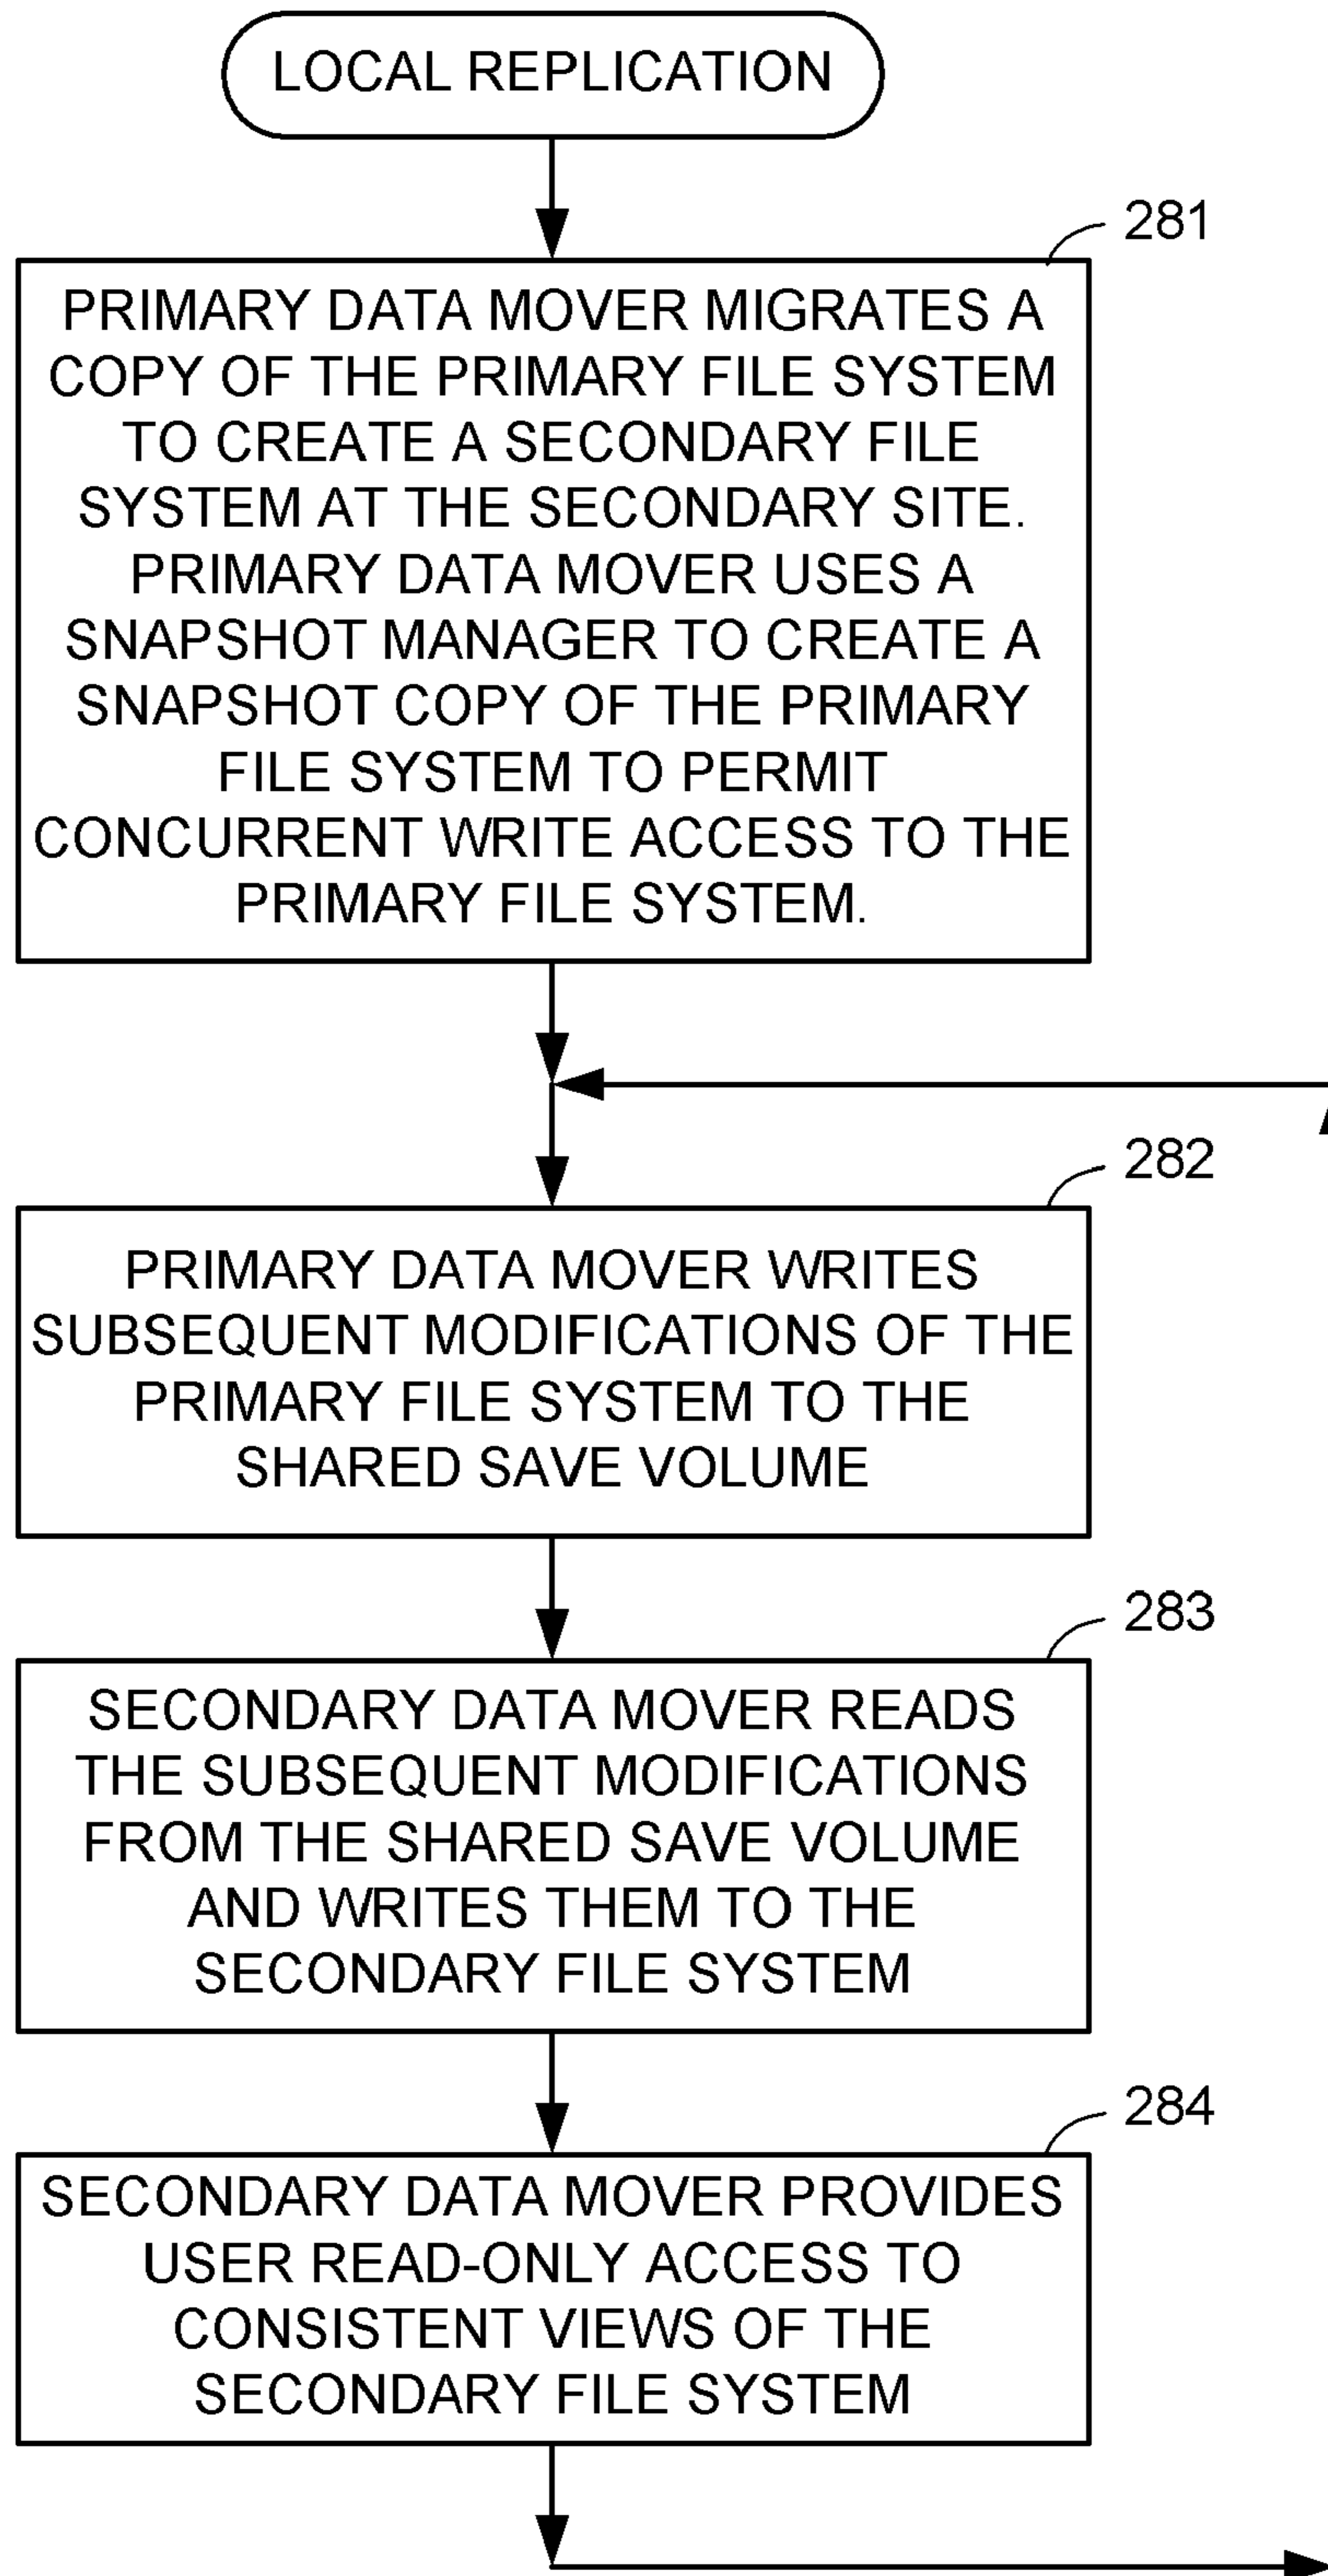 LOCAL REPLICATION
281
PRIMARY DATA MOVER MIGRATES A
COPY OF THE PRIMARY FILE SYSTEM
TO CREATE A SECONDARY FILE
SYSTEM AT THE SECONDARY SITE.
PRIMARY DATA MOVER USES A
SNAPSHOT MANAGER TO CREATE A
SNAPSHOT COPY OF THE PRIMARY
FILE SYSTEM TO PERMIT
CONCURRENT WRITE ACCESS TO THE
PRIMARY FILE SYSTEM.
282
PRIMARY DATA MOVER WRITES
SUBSEQUENT MODIFICATIONS OF THE
PRIMARY FILE SYSTEM TO THE
SHARED SAVE VOLUME
283
SECONDARY DATA MOVER READS
THE SUBSEQUENT MODIFICATIONS
FROM THE SHARED SAVE VOLUME
AND WRITES THEM TO THE
SECONDARY FILE SYSTEM
284
SECONDARY DATA MOVER PROVIDES
USER READ-ONLY ACCESS TO
CONSISTENT VIEWS OF THE
SECONDARY FILE SYSTEM